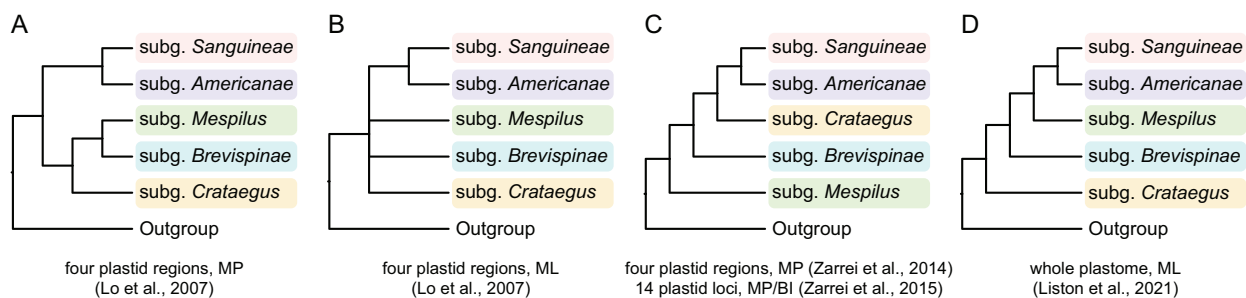 A
subg. Sanguineae
subg. Americanae
subg. Mespilus
subg. Brevispinae
subg. Crataegus
Outgroup
four plastid regions, MP
(Lo et al., 2007)
B
subg. Sanguineae
subg. Americanae
subg. Mespilus
subg. Brevispinae
subg. Crataegus
Outgroup
four plastid regions, ML
(Lo et al., 2007)
C
subg. Sanguineae
subg. Americanae
subg. Crataegus
subg. Brevispinae
subg. Mespilus
Outgroup
four plastid regions, MP (Zarrei et al., 2014)
14 plastid loci, MP/BI (Zarrei et al., 2015)
D
subg. Sanguineae
subg. Americanae
subg. Mespilus
subg. Brevispinae
subg. Crataegus
Outgroup
whole plastome, ML
(Liston et al., 2021)